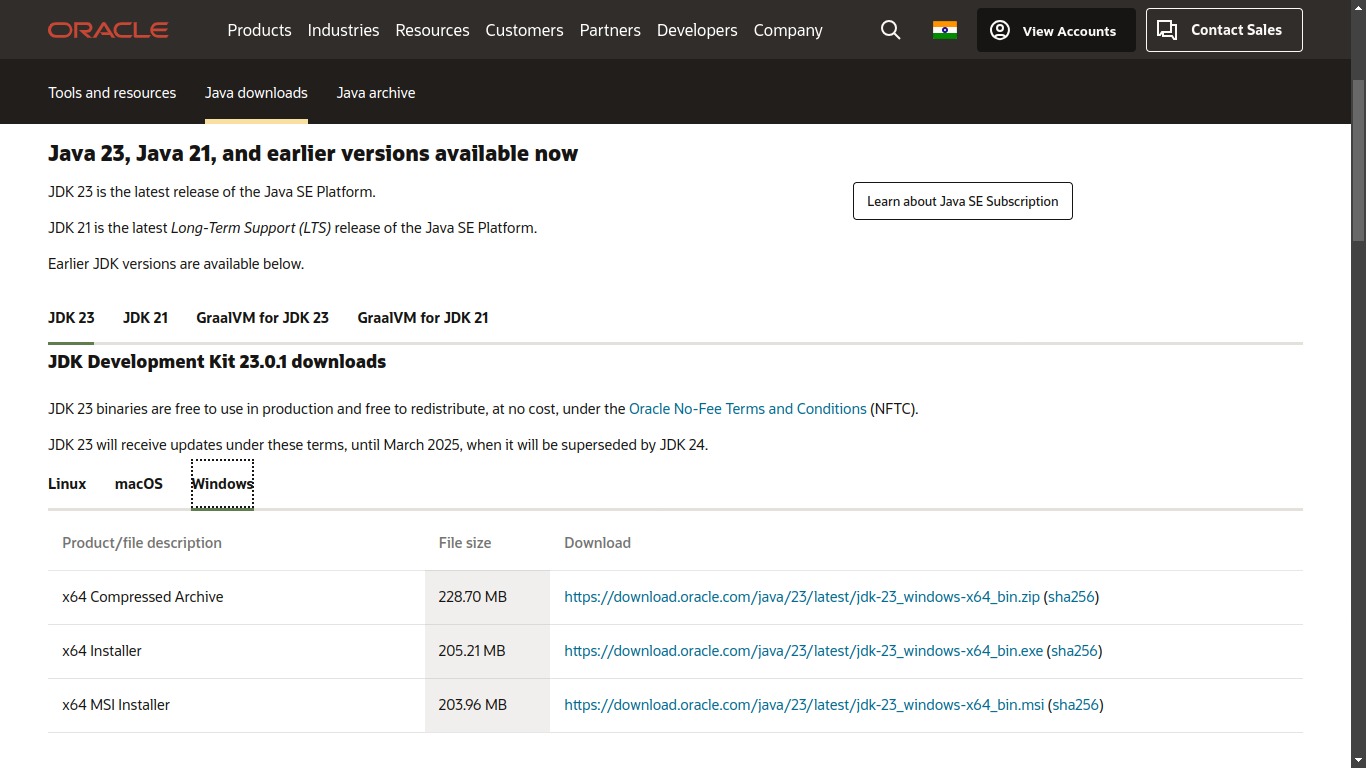 ORACLE Products Industries Resources Customers Partners Developers Company View Accounts Contact Sales
Tools and resources Java downloads Java archive
Java 23, Java 21, and earlier versions available now
JDK 23 is the latest release of the Java SE Platform.
Learn about Java SE Subscription
JDK 21 is the latest Long-Term Support (LTS) release of the Java SE Platform.
Earlier JDK versions are available below.
JDK 23 JDK 21 GraalVM for JDK 23 GraalVM for JDK 21
JDK Development Kit 23.0.1 downloads
JDK 23 binaries are free to use in production and free to redistribute, at no cost, under the Oracle No-Fee Terms and Conditions (NFTC).
JDK 23 will receive updates under these terms, until March 2025, when it will be superseded by JDK 24.
Linux macOS Windows
Product/file description File size Download
x64 Compressed Archive 228.70 MB https://download.oracle.com/java/23/latest/jdk-23_windows-x64_bin.zip (sha256)
x64 Installer 205.21 MB https://download.oracle.com/java/23/latest/jdk-23_windows-x64_bin.exe (sha256)
x64 MSI Installer 203.96 MB https://download.oracle.com/java/23/latest/jdk-23_windows-x64_bin.msi (sha256)